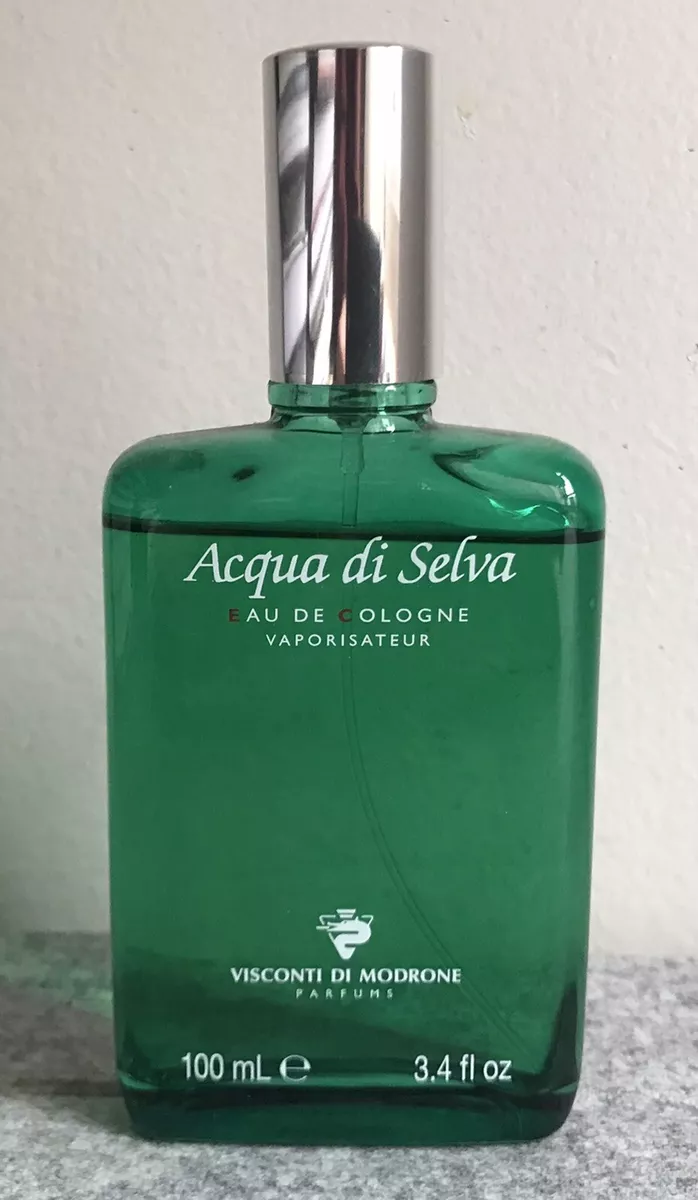 Acqua di Selva
EAU DE COLOGNE
VAPORISATEUR
VISCONTI DI MODRONE
PARFUMS
100 mL ℮ 3.4 fl oz